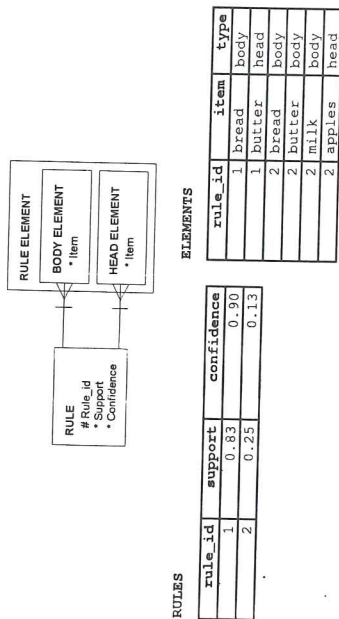 RULE
# Rule_id
* Support
* Confidence
RULE ELEMENT
BODY ELEMENT
* Item
HEAD ELEMENT
* Item
RULES
rule_id support confidence
1 0.83 0.90
2 0.25 0.13
ELEMENTS
rule_id item type
1 bread body
1 butter head
2 bread body
2 butter body
2 milk body
2 apples head